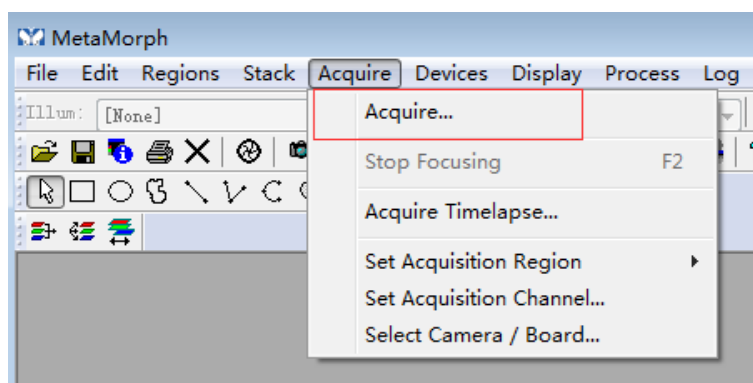 MetaMorph
File Edit Regions Stack Acquire Devices Display Process Log
Illum: [None]
Acquire...
Stop Focusing F2
Acquire Timelapse...
Set Acquisition Region
Set Acquisition Channel...
Select Camera / Board...